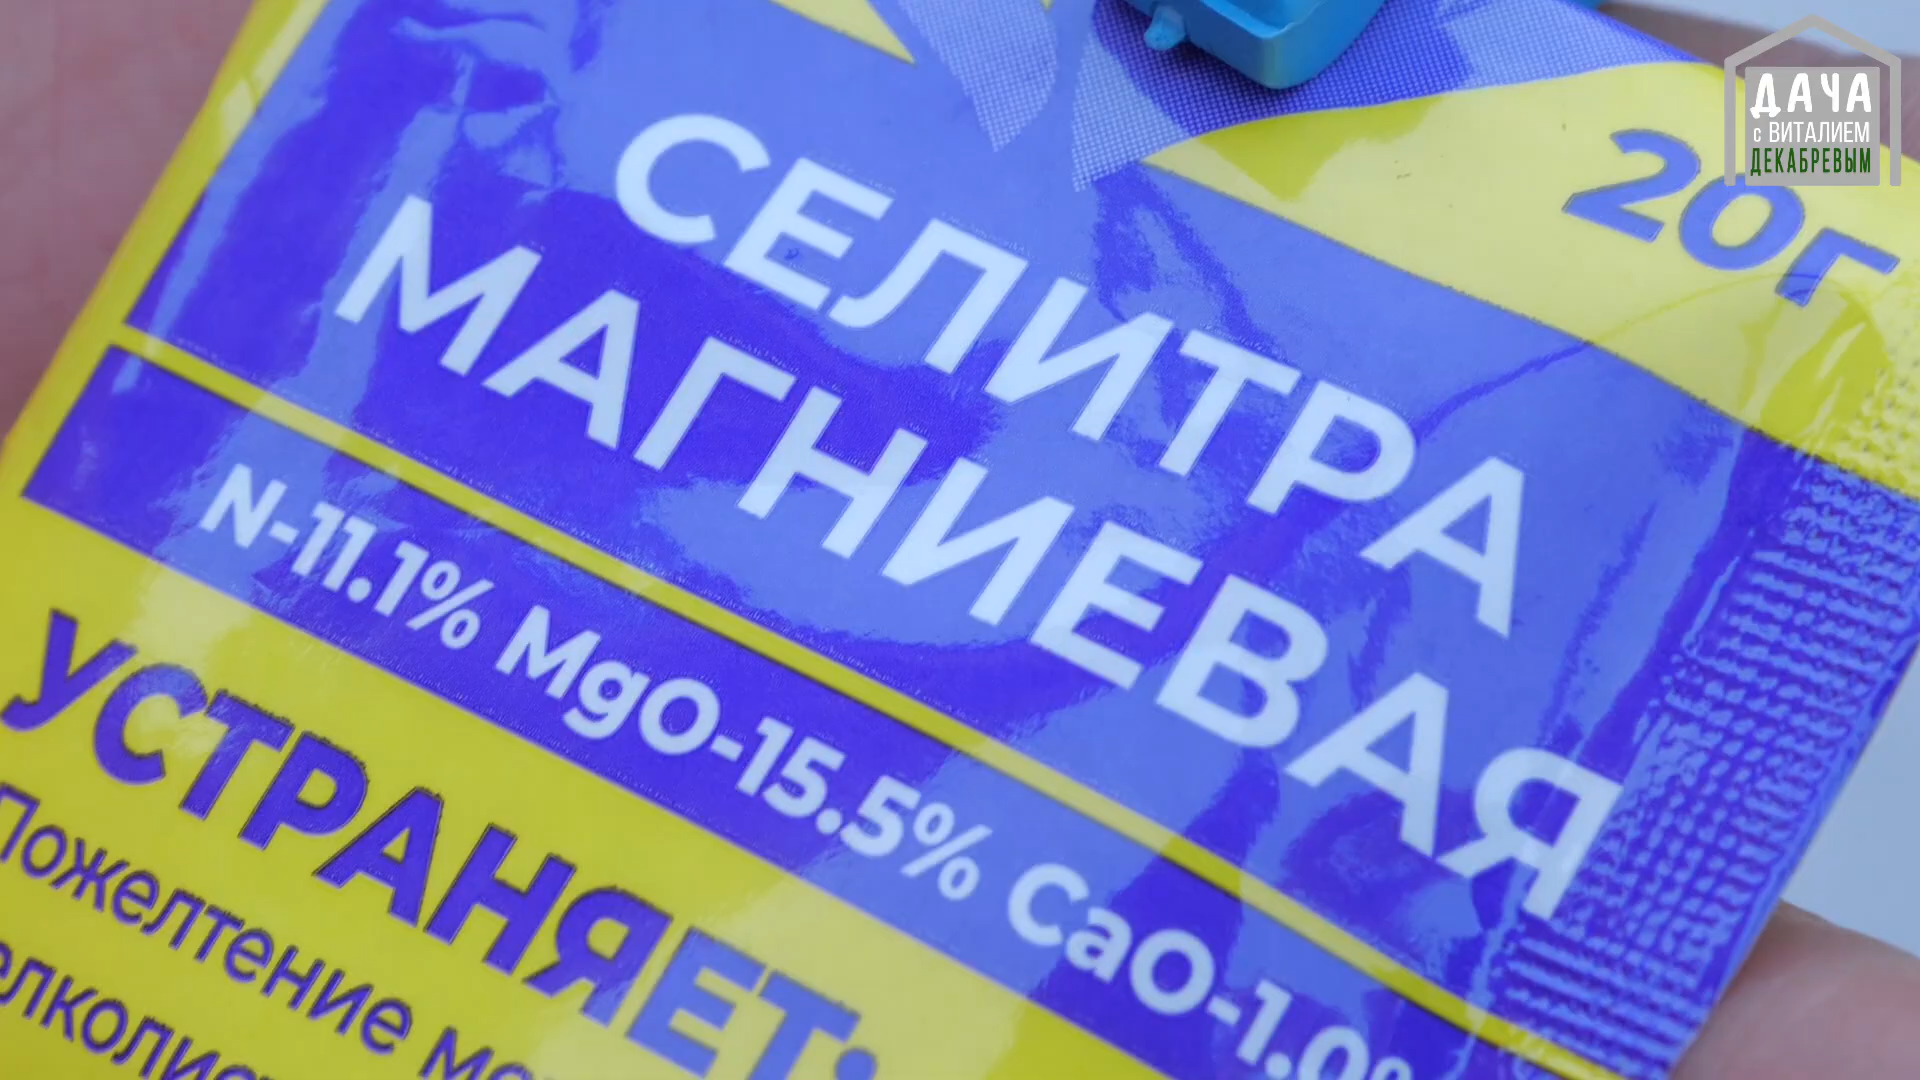 ДАЧА
с ВИТАЛИЕМ
ДЕКАБРЕВЫМ
20Г
СЕЛИТРА
МАГНИЕВАЯ
N-11.1% MgO-15.5% CaO-1.0%
УСТРАНЯЕТ:
Пожелтение